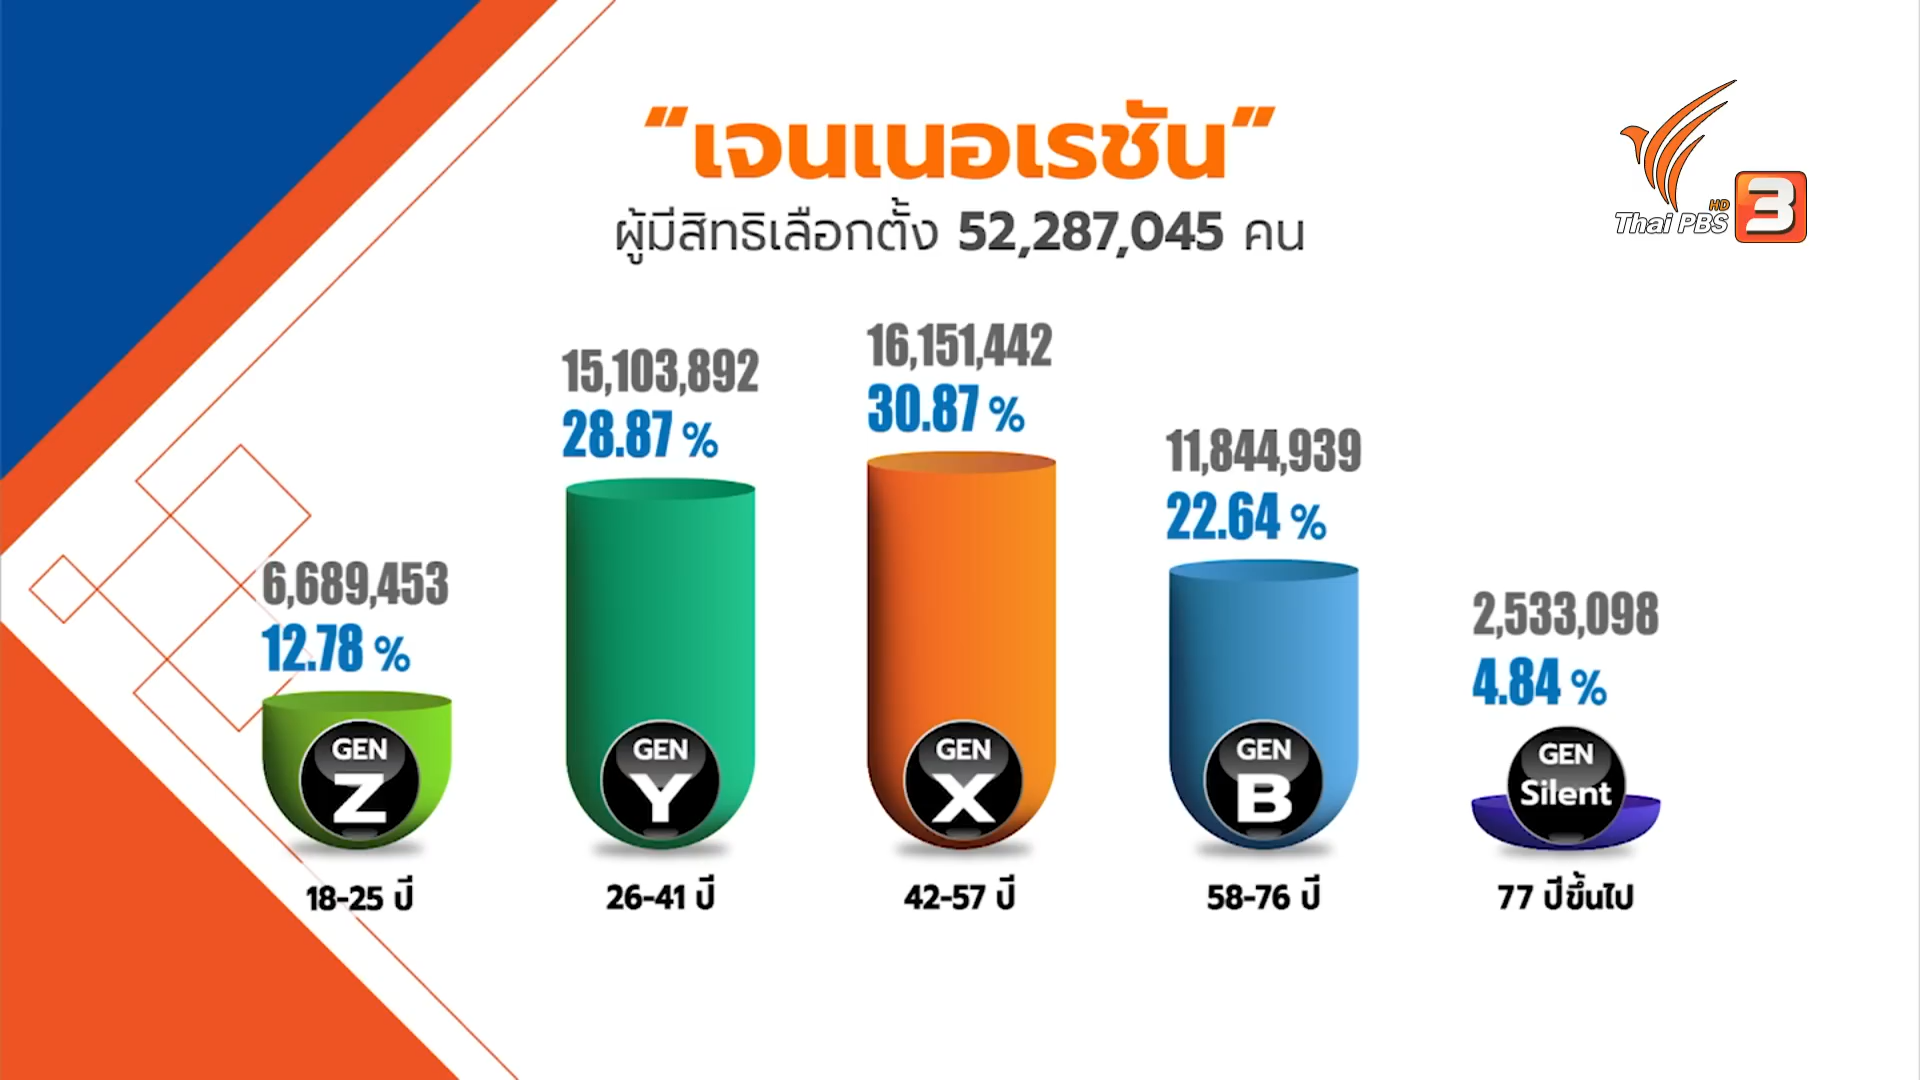 “เจนเนอเรชัน”
ผู้มีสิทธิเลือกตั้ง 52,287,045 คน
HD
Thai PBS 3
6,689,453
12.78 %
GEN
Z
18-25 ปี
15,103,892
28.87 %
GEN
Y
26-41 ปี
16,151,442
30.87 %
GEN
X
42-57 ปี
11,844,939
22.64 %
GEN
B
58-76 ปี
2,533,098
4.84 %
GEN
Silent
77 ปีขึ้นไป